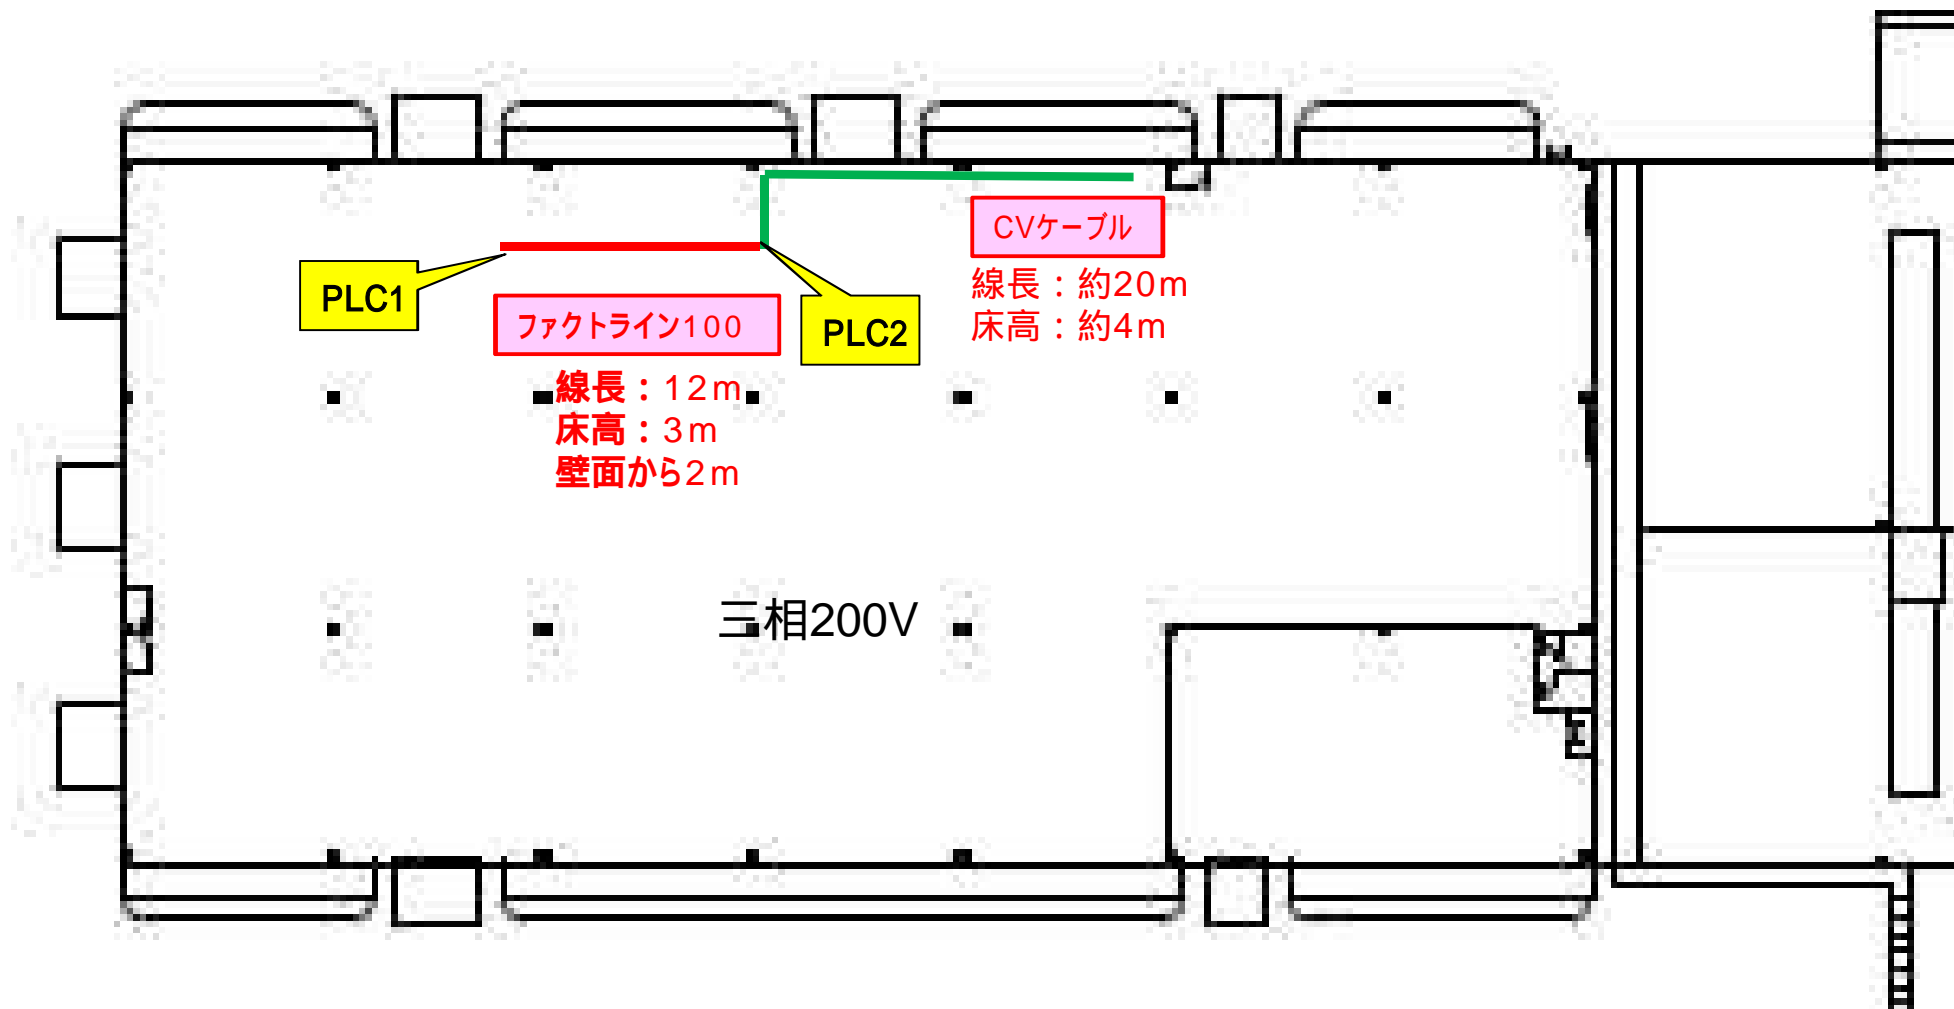 CVケーブル
線長：約20m
床高：約4m
PLC1
ファクトライン100
PLC2
線長：12m
床高：3m
壁面から2m
三相200V